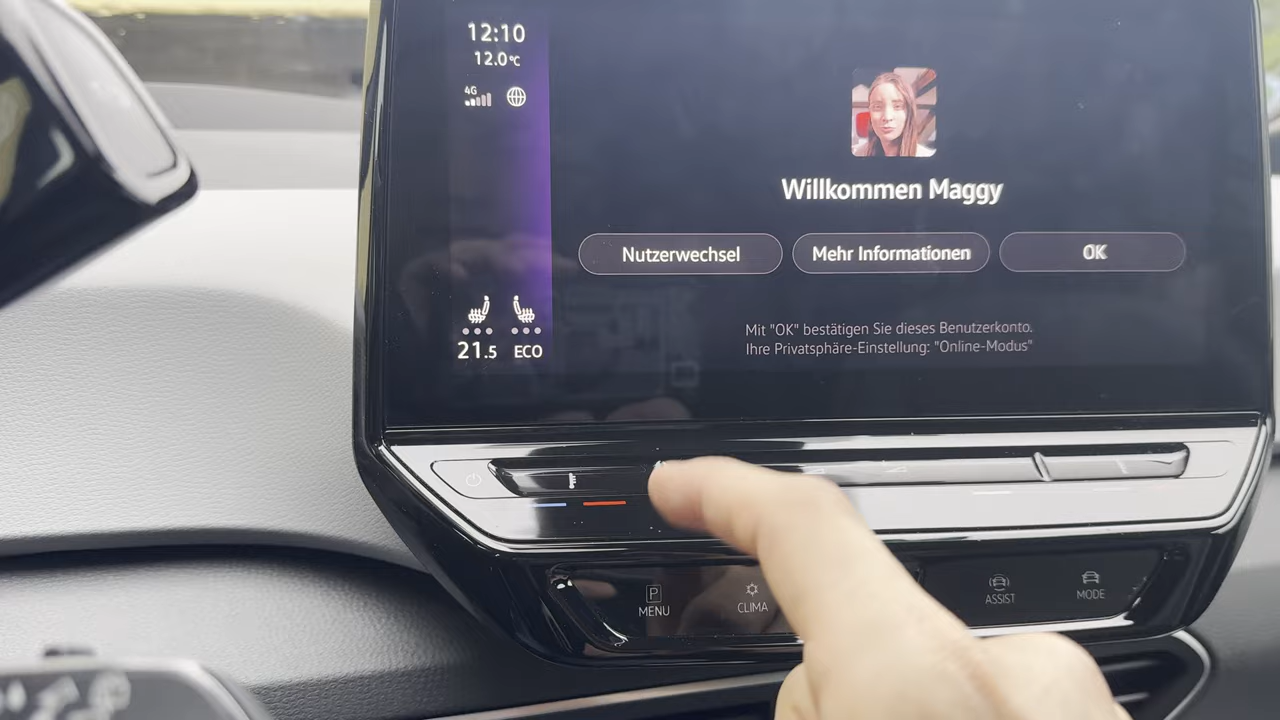 12:10
12.0°C
4G
Willkommen Maggy
Nutzerwechsel
Mehr Informationen
OK
Mit "OK" bestätigen Sie dieses Benutzerkonto.
Ihre Privatsphäre-Einstellung: "Online-Modus"
21.5
ECO
P
MENU
CLIMA
ASSIST
MODE